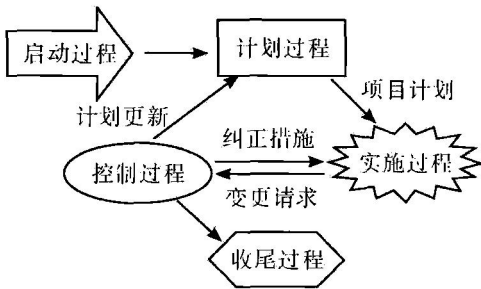 启动过程
计划过程
计划更新
项目计划
纠正措施
控制过程
实施过程
变更请求
收尾过程